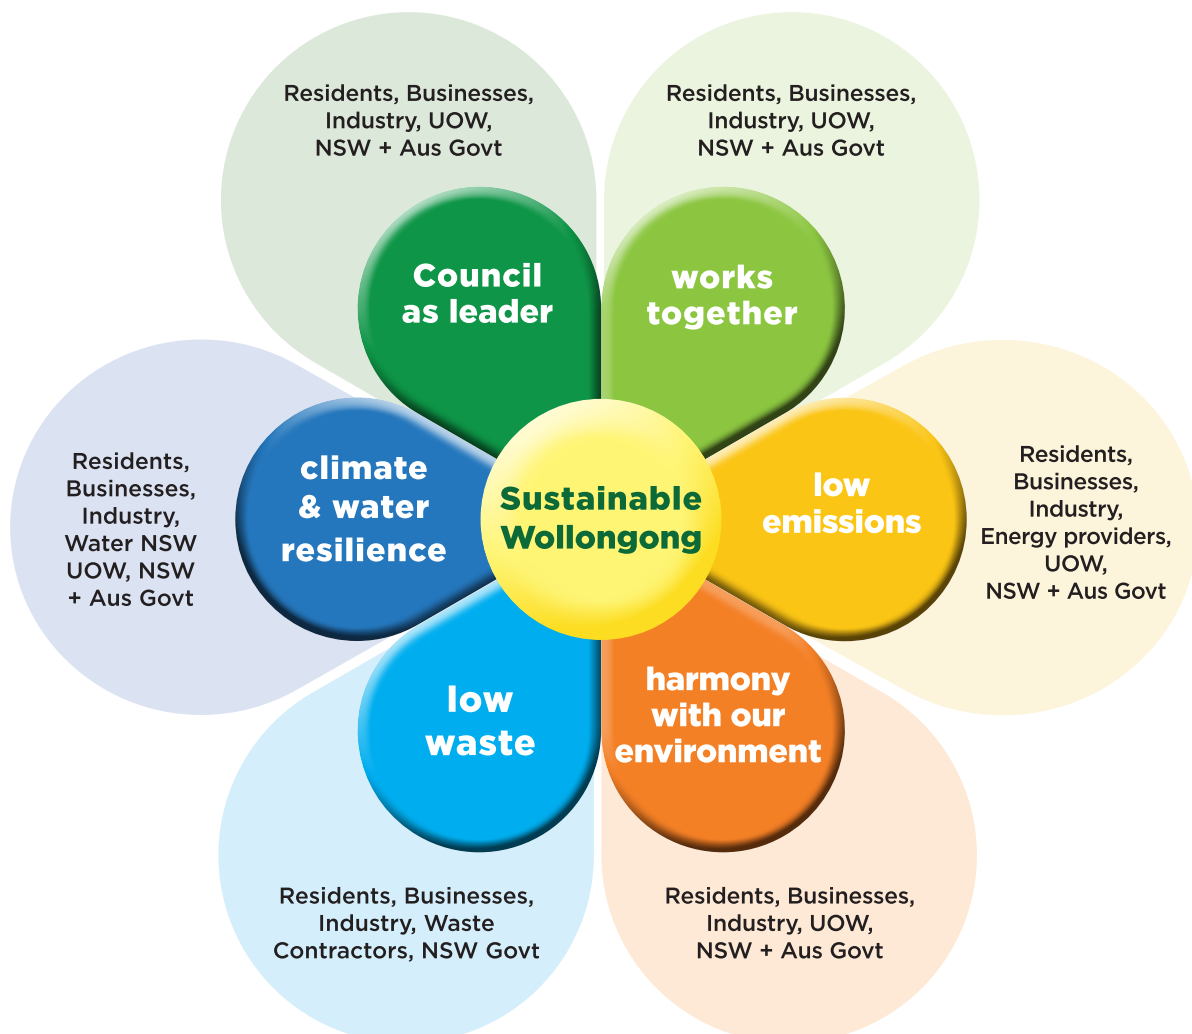 Residents, Businesses,
Industry, UOW,
NSW + Aus Govt
Residents, Businesses,
Industry, UOW,
NSW + Aus Govt
Council
as leader
works
together
Residents,
Businesses,
Industry,
Water NSW
UOW, NSW
+ Aus Govt
climate
& water
resilience
Sustainable
Wollongong
low
emissions
Residents,
Businesses,
Industry,
Energy providers,
UOW,
NSW + Aus Govt
low
waste
harmony
with our
environment
Residents, Businesses,
Industry, Waste
Contractors, NSW Govt
Residents, Businesses,
Industry, UOW,
NSW + Aus Govt